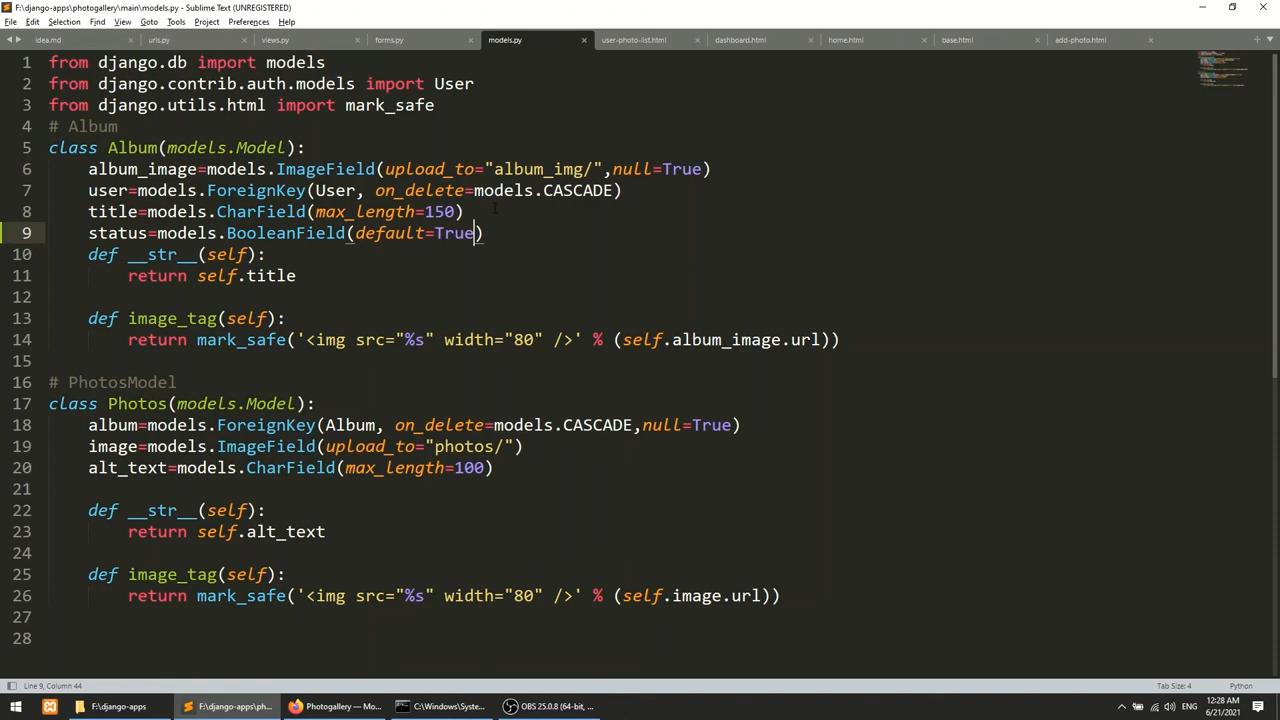 F:\django-apps\photogallery\main\models.py - Sublime Text (UNREGISTERED)
File Edit Selection Find View Goto Tools Project Preferences Help
idea.md urls.py views.py forms.py models.py user-photo-list.html dashboard.html home.html base.html add-photo.html
1 from django.db import models
2 from django.contrib.auth.models import User
3 from django.utils.html import mark_safe
4 # Album
5 class Album(models.Model):
6 album_image=models.ImageField(upload_to="album_img/",null=True)
7 user=models.ForeignKey(User, on_delete=models.CASCADE)
8 title=models.CharField(max_length=150)
9 status=models.BooleanField(default=True)
10 def __str__(self):
11 return self.title
12
13 def image_tag(self):
14 return mark_safe('<img src="%s" width="80" />' % (self.album_image.url))
15
16 # PhotosModel
17 class Photos(models.Model):
18 album=models.ForeignKey(Album, on_delete=models.CASCADE,null=True)
19 image=models.ImageField(upload_to="photos/")
20 alt_text=models.CharField(max_length=100)
21
22 def __str__(self):
23 return self.alt_text
24
25 def image_tag(self):
26 return mark_safe('<img src="%s" width="80" />' % (self.image.url))
27
28
Line 9, Column 44 Tab Size: 4 Python
F:\django-apps F:\django-apps\ph... Photogallery — Mo... C:\Windows\Syste... OBS 25.0.8 (64-bit, ... 12:28 AM
6/21/2021